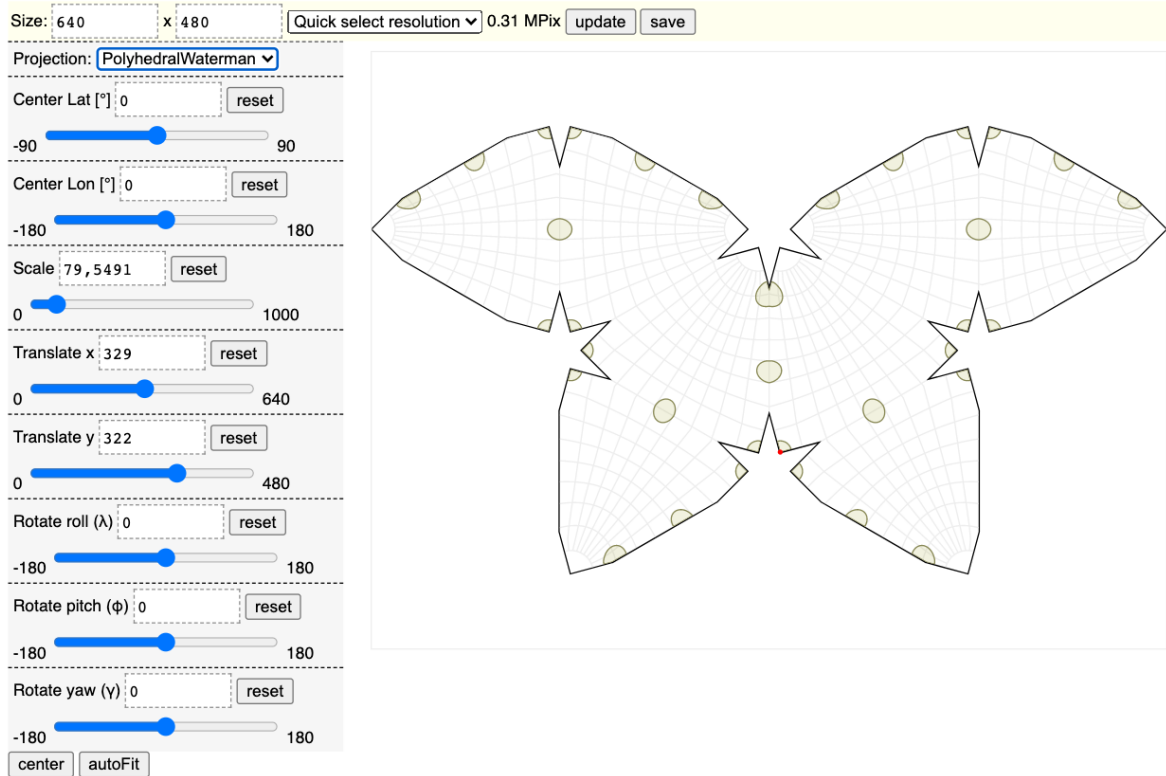 Size: 640 x 480 Quick select resolution 0.31 MPix update save
Projection: PolyhedralWaterman
Center Lat [°] 0 reset
-90 90
Center Lon [°] 0 reset
-180 180
Scale 79,5491 reset
0 1000
Translate x 329 reset
0 640
Translate y 322 reset
0 480
Rotate roll (λ) 0 reset
-180 180
Rotate pitch (ϕ) 0 reset
-180 180
Rotate yaw (γ) 0 reset
-180 180
center autoFit